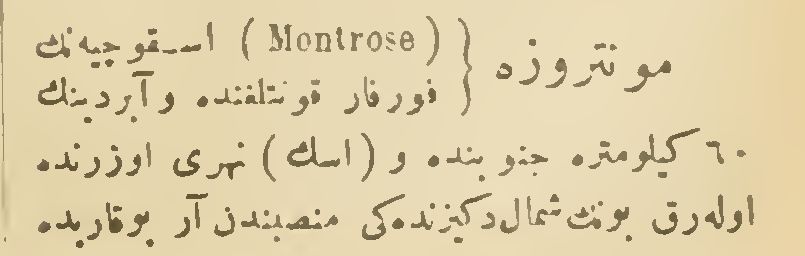 مونتروزه { (Montrose) اسقوچیه‌نك
فورفار قونتلغنده و آبردینك
٦٠ كیلومتره جنوبنده و (اسك) نهری اوزرنده
اوله‌رق بونك شمال دكیزنده‌كی منصبندن آز یوقاریده